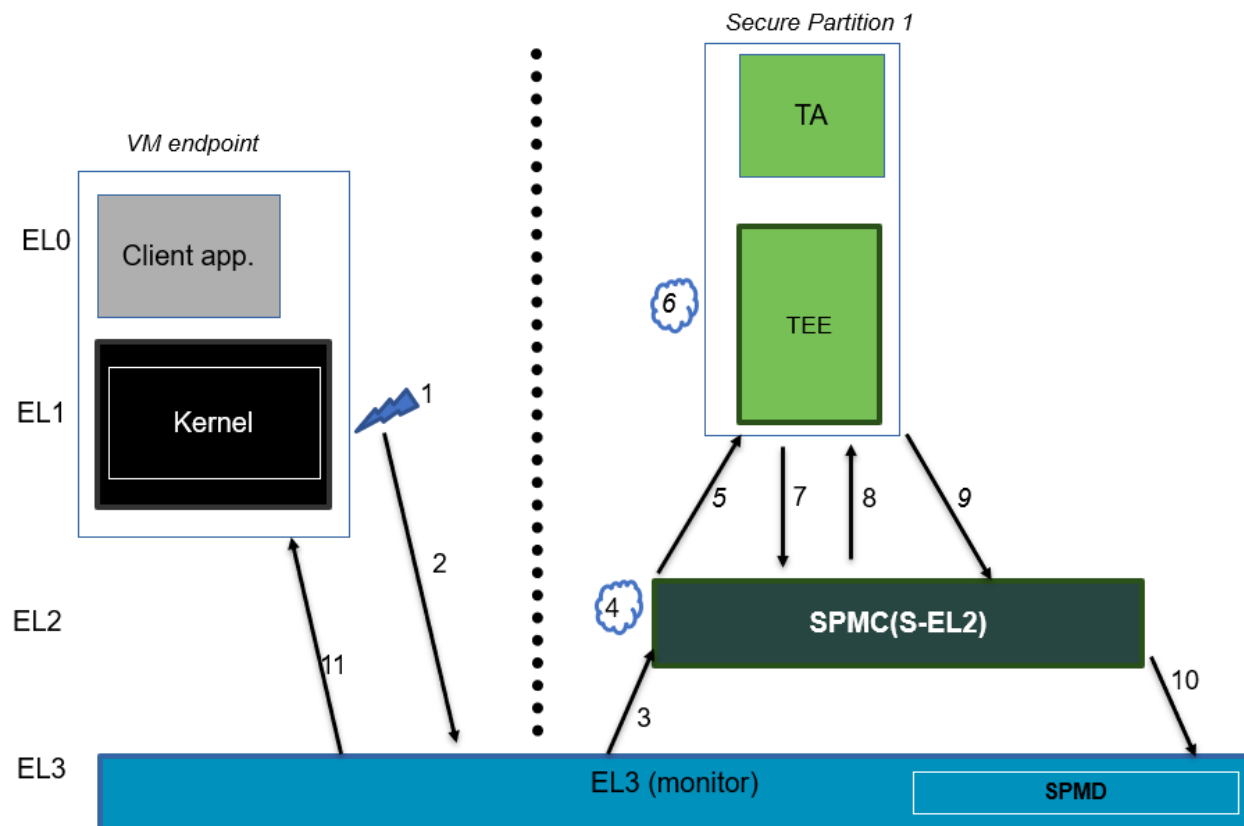 Secure Partition 1
TA
VM endpoint
EL0
Client app.
6
TEE
1
EL1
Kernel
5
7
8
9
2
4
EL2
SPMC(S-EL2)
11
3
10
EL3
EL3 (monitor)
SPMD